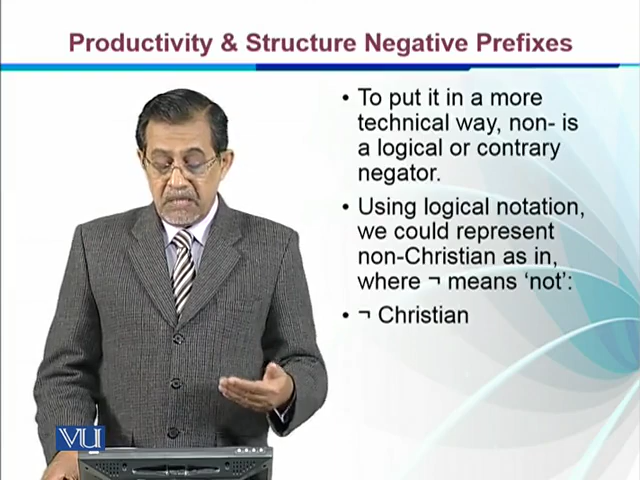 Productivity & Structure Negative Prefixes
• To put it in a more
technical way, non- is
a logical or contrary
negator.
• Using logical notation,
we could represent
non-Christian as in,
where ¬ means ‘not’:
• ¬ Christian
VU